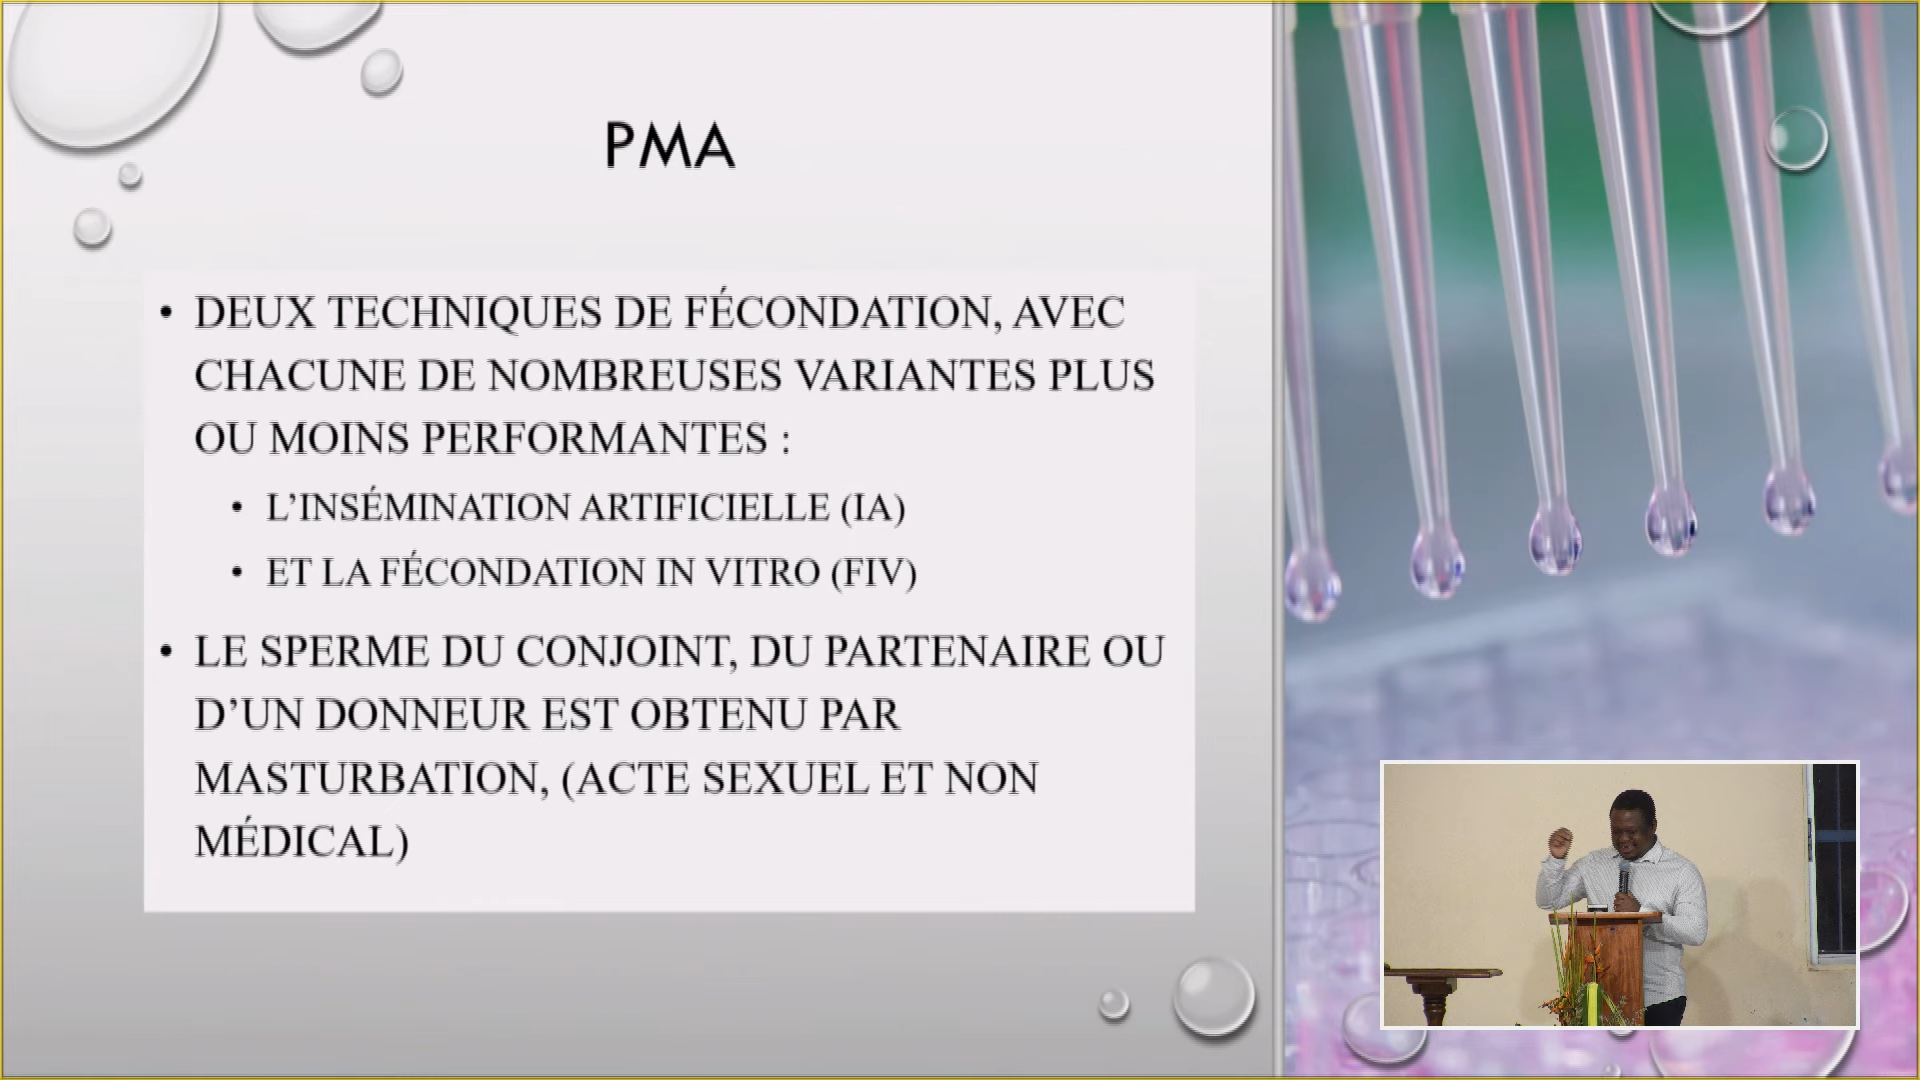 PMA
• DEUX TECHNIQUES DE FÉCONDATION, AVEC
CHACUNE DE NOMBREUSES VARIANTES PLUS
OU MOINS PERFORMANTES :
• L’INSÉMINATION ARTIFICIELLE (IA)
• ET LA FÉCONDATION IN VITRO (FIV)
• LE SPERME DU CONJOINT, DU PARTENAIRE OU
D’UN DONNEUR EST OBTENU PAR
MASTURBATION, (ACTE SEXUEL ET NON
MÉDICAL)